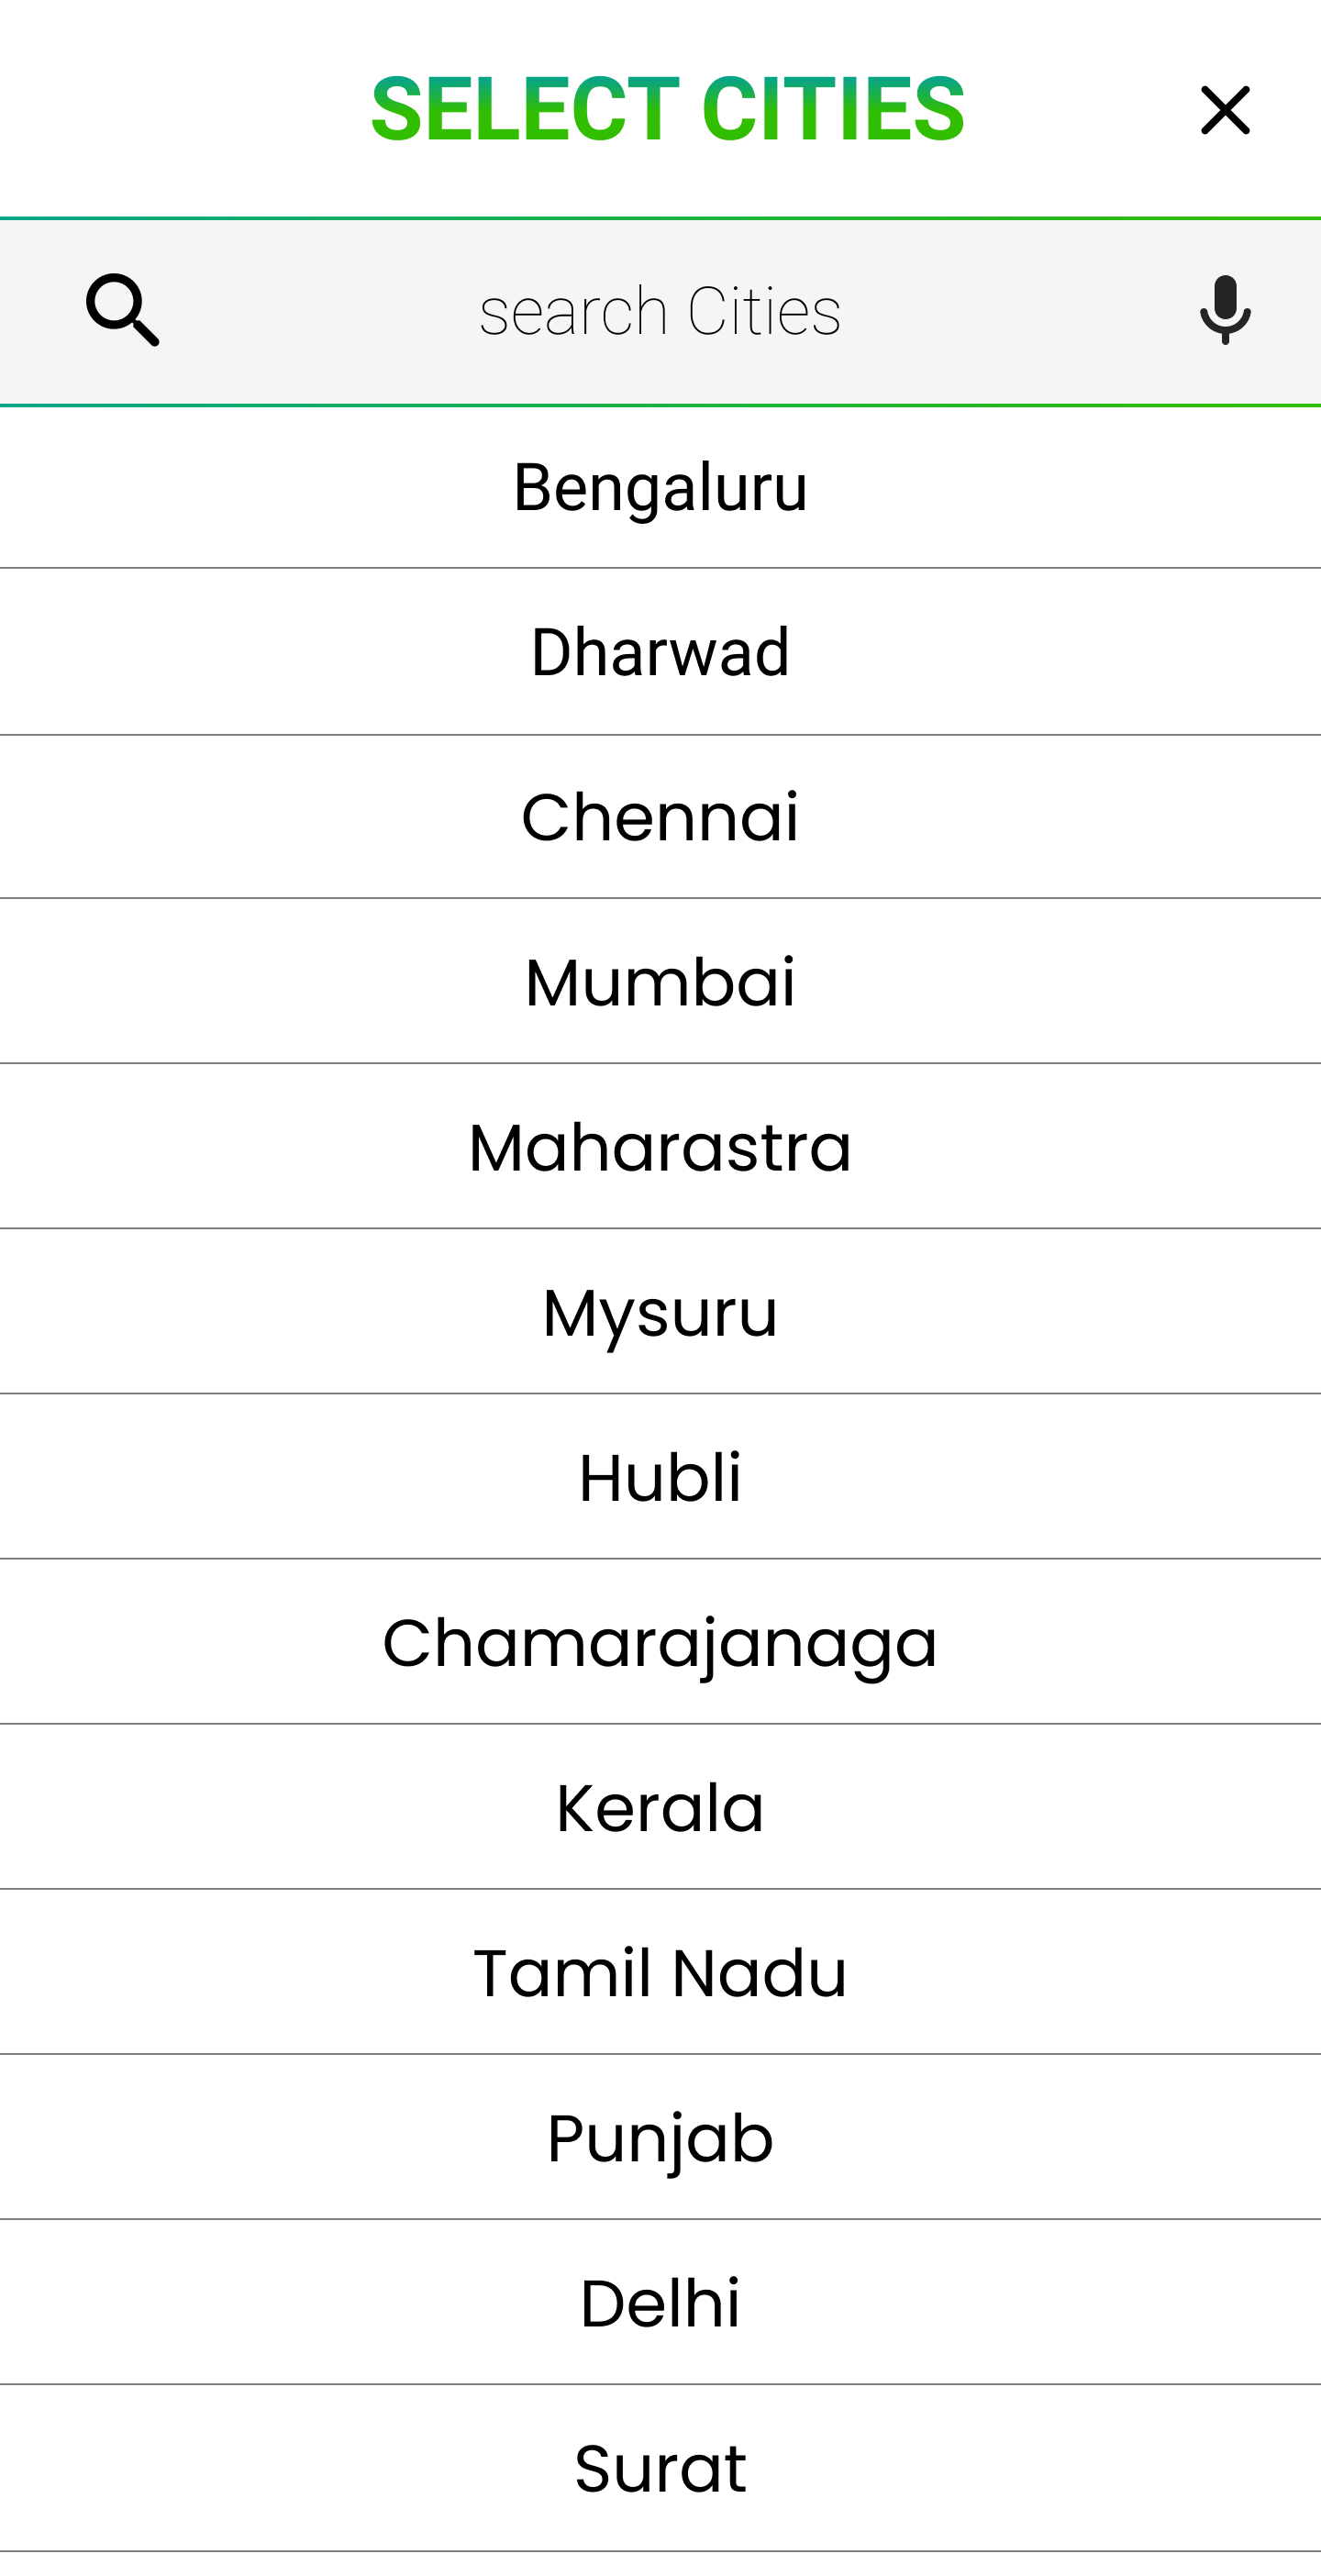 SELECT CITIES
search Cities
Bengaluru
Dharwad
Chennai
Mumbai
Maharastra
Mysuru
Hubli
Chamarajanaga
Kerala
Tamil Nadu
Punjab
Delhi
Surat